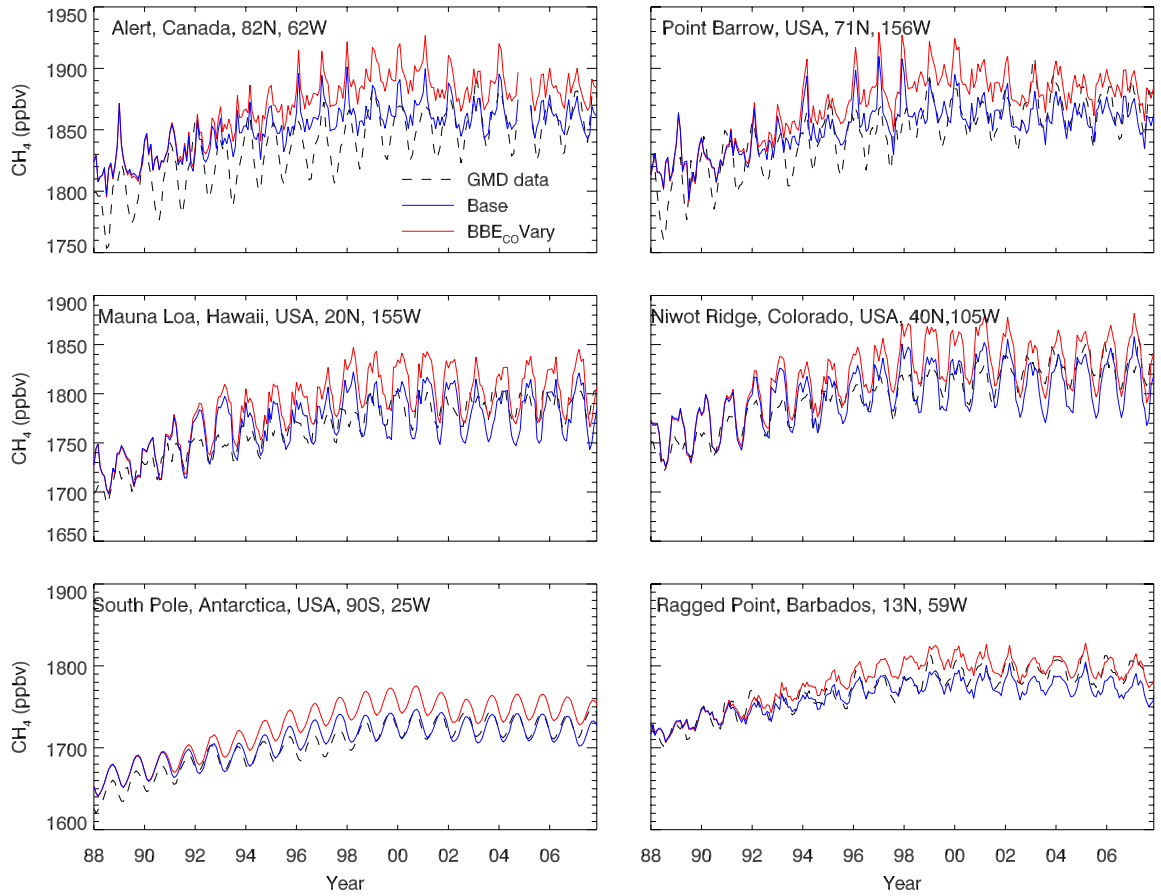 Alert, Canada, 82N, 62W
Point Barrow, USA, 71N, 156W
CH4 (ppbv)
1950
1900
1850
1800
1750
GMD data
Base
BBECOVary
Mauna Loa, Hawaii, USA, 20N, 155W
Niwot Ridge, Colorado, USA, 40N,105W
CH4 (ppbv)
1900
1850
1800
1750
1700
1650
South Pole, Antarctica, USA, 90S, 25W
Ragged Point, Barbados, 13N, 59W
CH4 (ppbv)
1900
1800
1700
1600
88 90 92 94 96 98 00 02 04 06
Year
88 90 92 94 96 98 00 02 04 06
Year